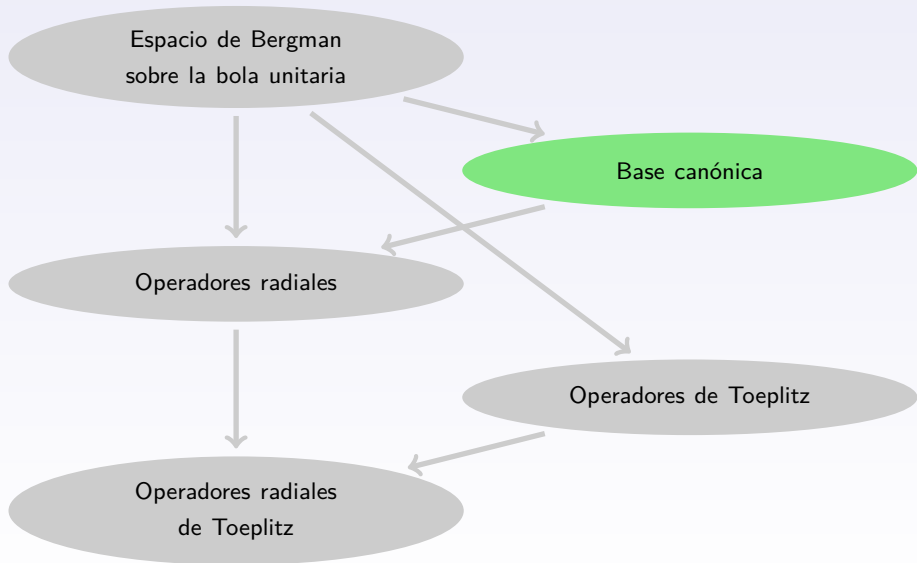 Espacio de Bergman
sobre la bola unitaria
Base canónica
Operadores radiales
Operadores de Toeplitz
Operadores radiales
de Toeplitz